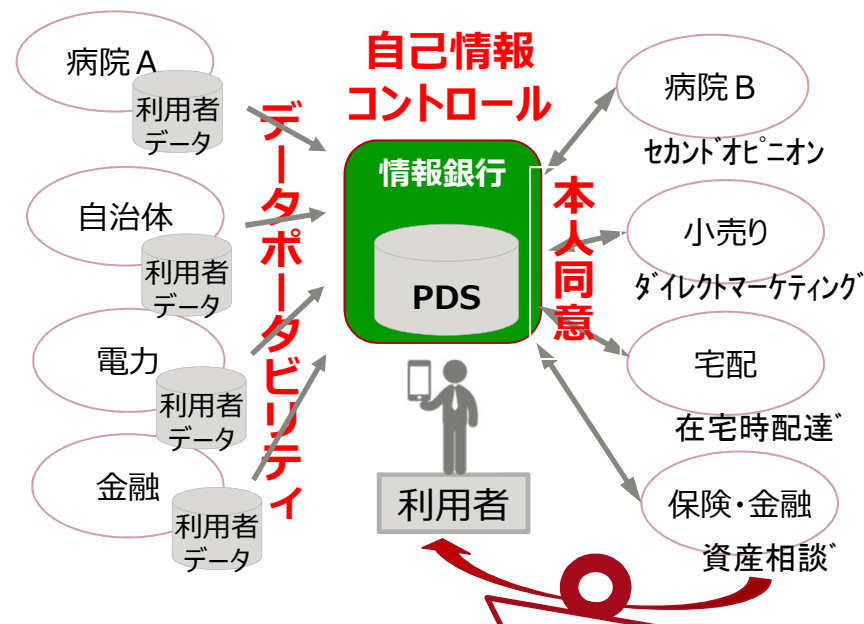 病院A
利用者
データ
自治体
利用者
データ
電力
利用者
データ
金融
利用者
データ
データポータビリティ
自己情報
コントロール
情報銀行
PDS
利用者
本人同意
病院B
ｾｶﾝﾄﾞｵﾋﾟﾆｵﾝ
小売り
ﾀﾞｲﾚｸﾄﾏｰｹﾃｨﾝｸﾞ
宅配
在宅時配達ﾞ
保険・金融
資産相談ﾞ